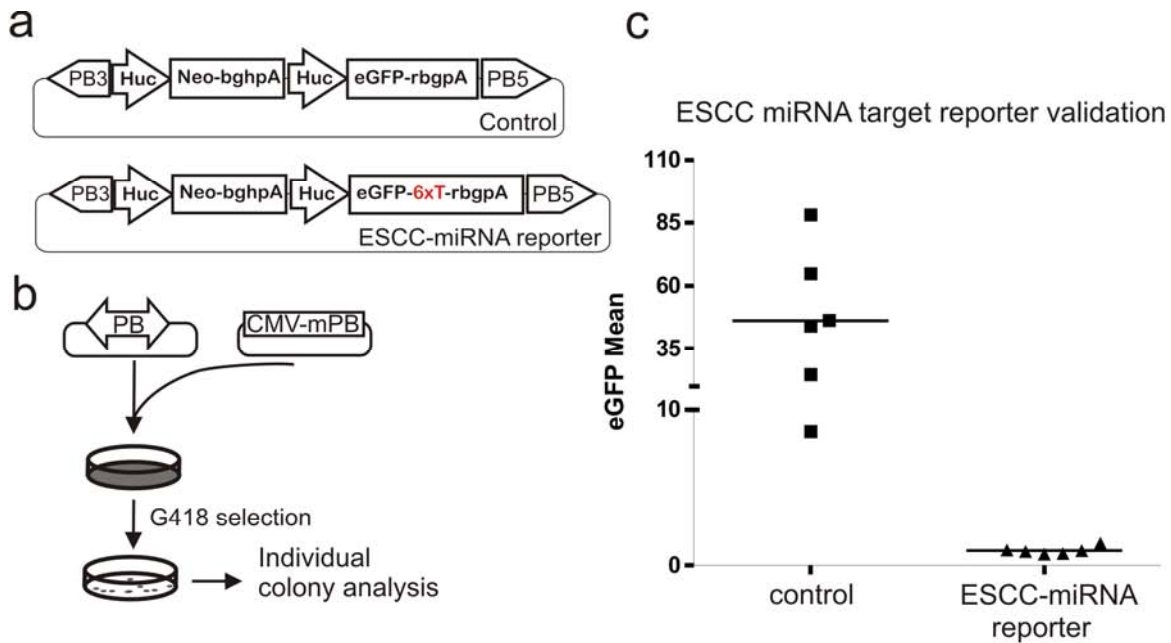 a
PB3 Huc Neo-bghpA Huc eGFP-rbgpA PB5
Control
PB3 Huc Neo-bghpA Huc eGFP-6xT-rbgpA PB5
ESCC-miRNA reporter
b
PB CMV-mPB
G418 selection
Individual
colony analysis
c
ESCC miRNA target reporter validation
eGFP Mean
110
85
60
35
10
0
control
ESCC-miRNA
reporter